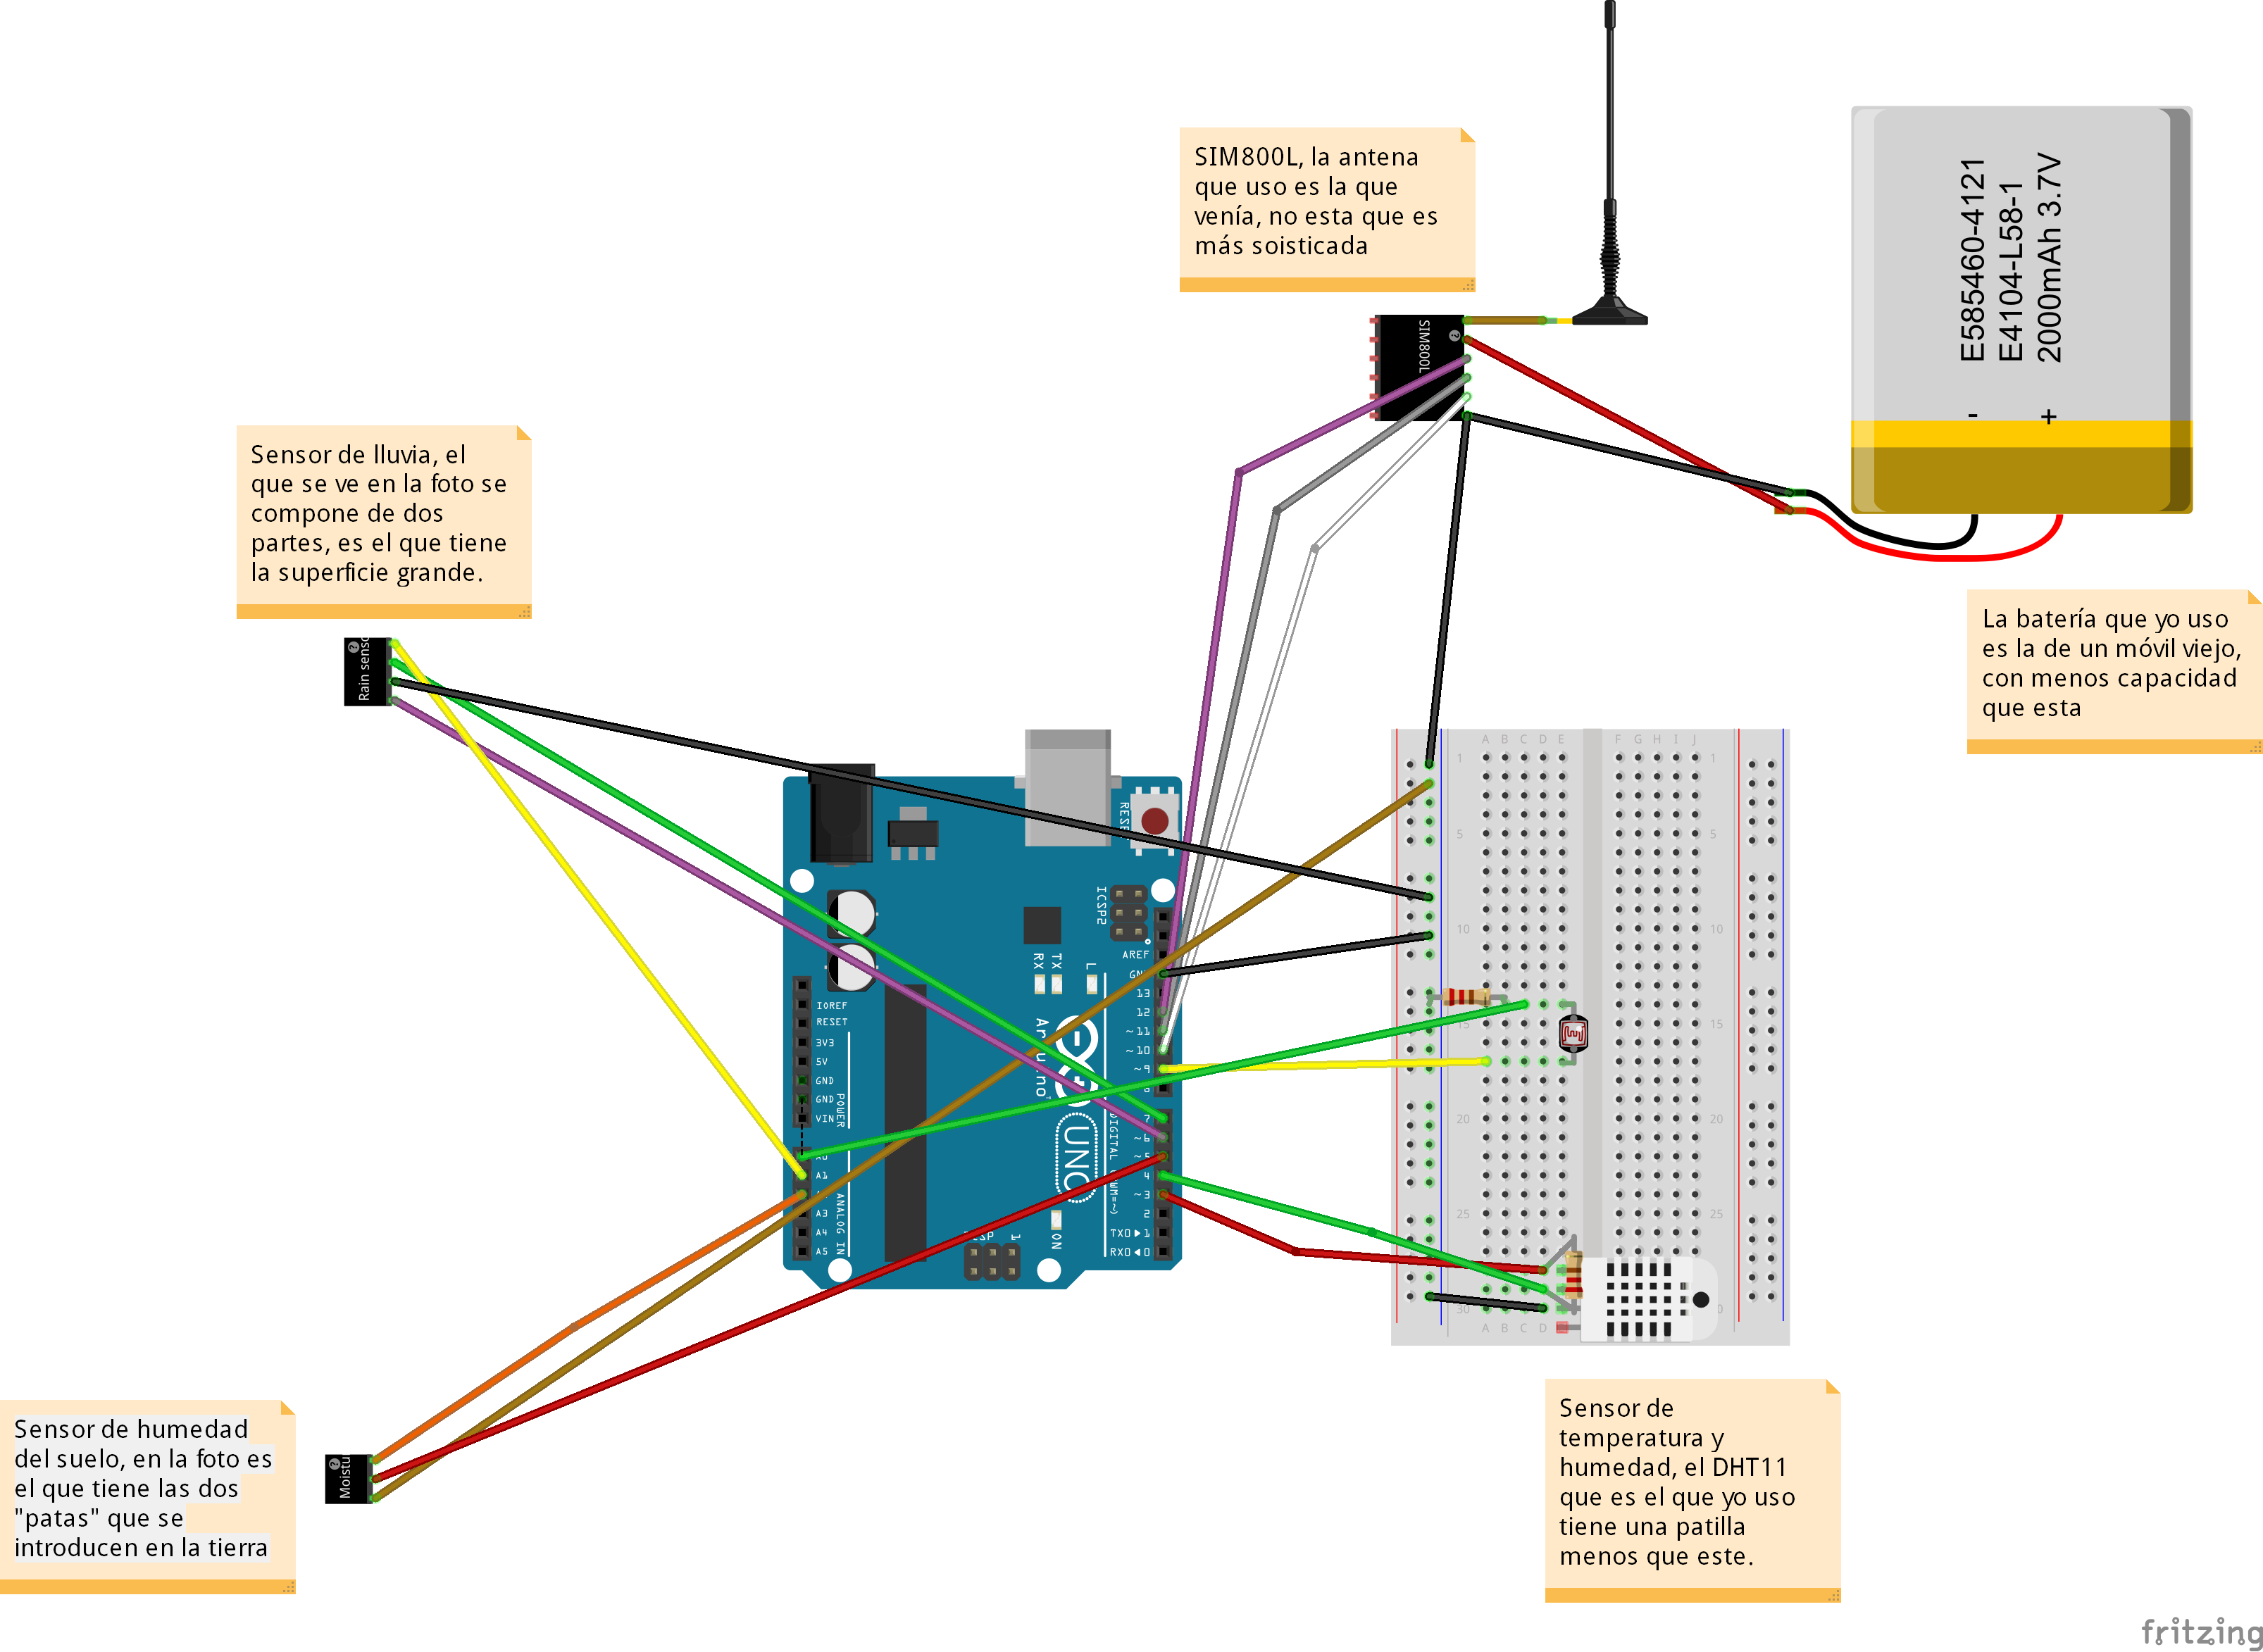 SIM800L, la antena
que uso es la que
venía, no esta que es
más soisticada
E585460-4121
E4104-L58-1
2000mAh 3.7V
- +
SIM800L
Sensor de lluvia, el
que se ve en la foto se
compone de dos
partes, es el que tiene
la superficie grande.
La batería que yo uso
es la de un móvil viejo,
con menos capacidad
que esta
Rain senso
RESET
ICSP2
AREF
GND
13
12
~11
~10
~9
8
7
~6
~5
4
~3
2
TX0▶1
RX0◀0
DIGITAL (PWM=~)
RX
TX
L
Arduino
UNO
ON
ICSP
1
IOREF
RESET
3V3
5V
GND
GND
VIN
POWER
A0
A1
A3
A4
A5
ANALOG IN
A B C D E F G H I J
1 1
5 5
10 10
15 15
20 20
25 25
30 30
A B C D
Moistu
Sensor de humedad
del suelo, en la foto es
el que tiene las dos
"patas" que se
introducen en la tierra
Sensor de
temperatura y
humedad, el DHT11
que es el que yo uso
tiene una patilla
menos que este.
fritzing